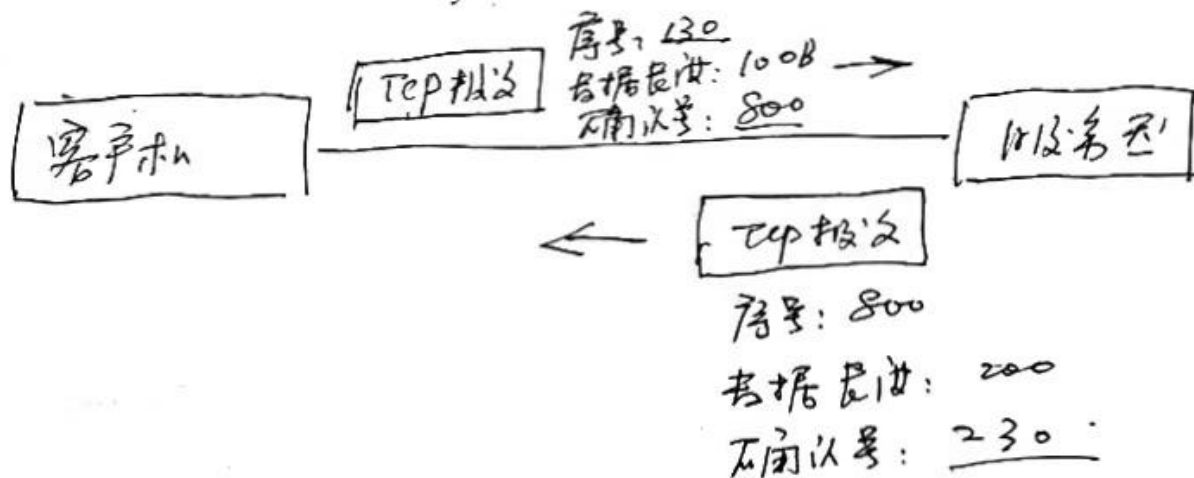 序号：130
TCP报文
数据长度：100B
确认号：800
客户机
服务器
TCP报文
序号：800
数据长度：200
确认号：230